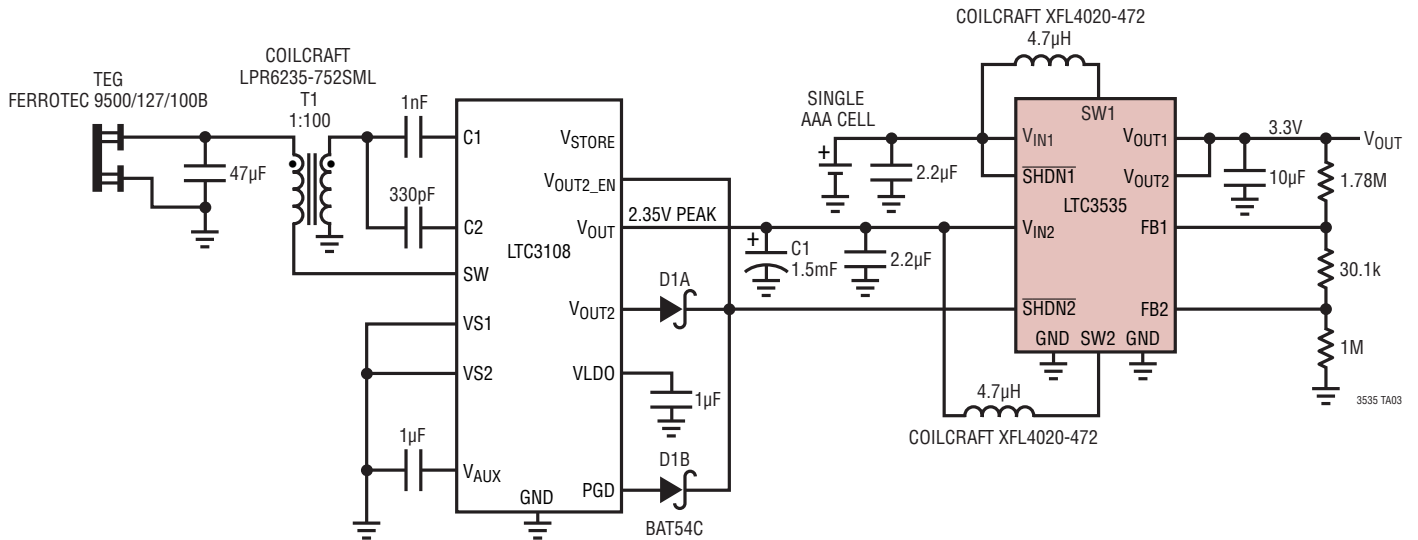 TEG
FERROTEC 9500/127/100B
COILCRAFT
LPR6235-752SML
T1
1:100
47µF
1nF
330pF
C1
C2
SW
VS1
VS2
VAUX
1µF
GND
LTC3108
VSTORE
VOUT2_EN
VOUT
VOUT2
VLDO
PGD
2.35V PEAK
D1A
1µF
D1B
BAT54C
+
C1
1.5mF
2.2µF
SINGLE
AAA CELL
+
2.2µF
COILCRAFT XFL4020-472
4.7µH
SW1
VIN1
SHDN1
VIN2
SHDN2
LTC3535
VOUT1
VOUT2
FB1
FB2
GND SW2 GND
4.7µH
COILCRAFT XFL4020-472
3.3V
VOUT
10µF
1.78M
30.1k
1M
3535 TA03